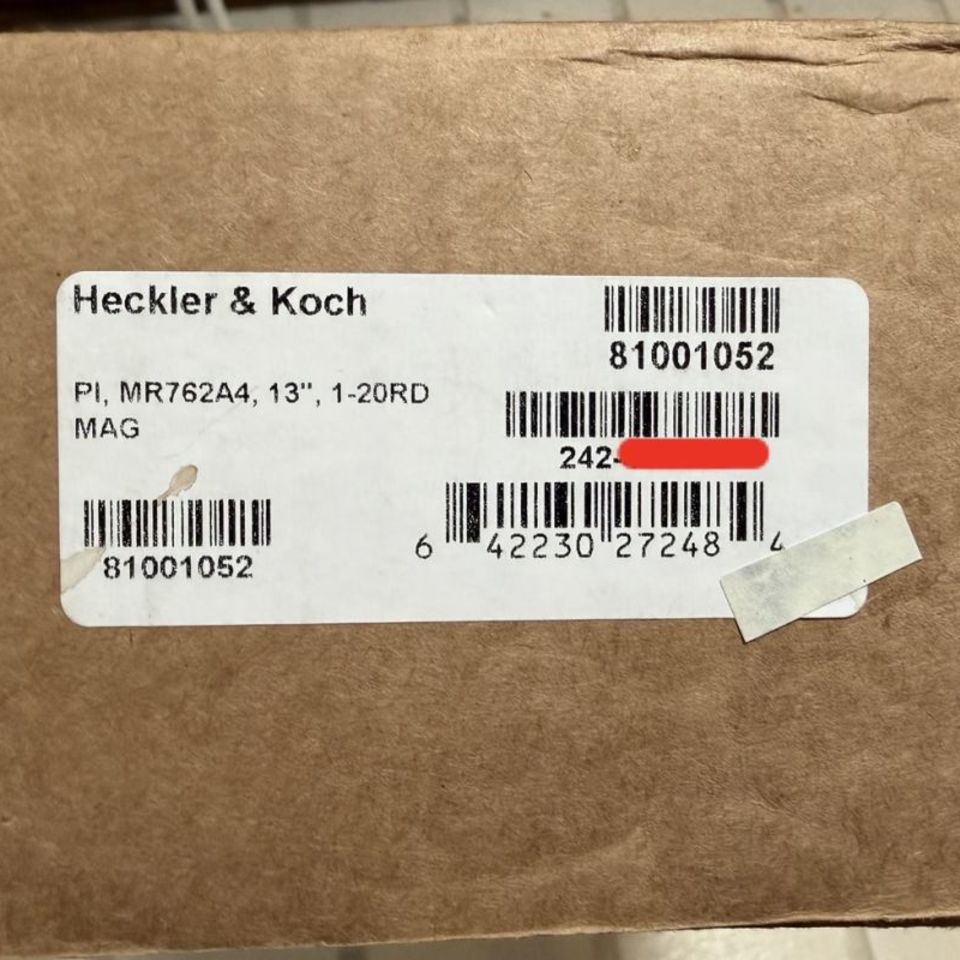 Heckler & Koch
81001052
PI, MR762A4, 13", 1-20RD
MAG
242-
81001052
6 42230 27248 4